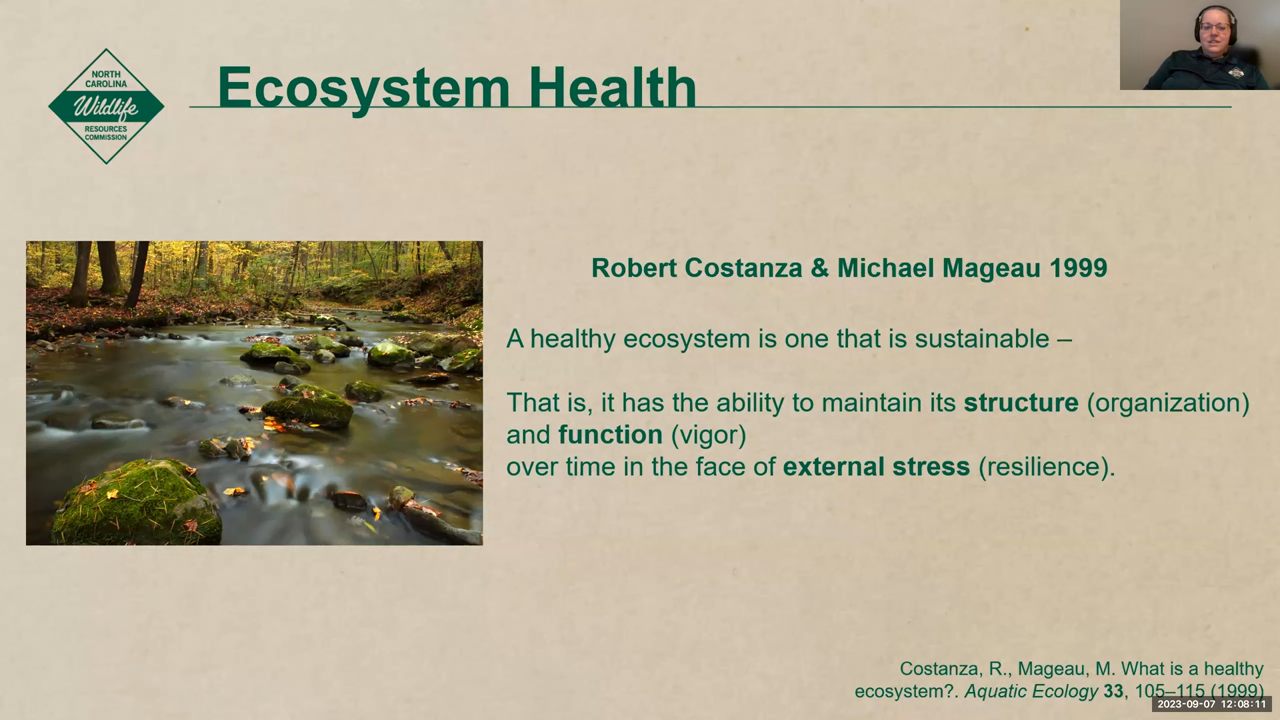 NORTH
CAROLINA
Wildlife
RESOURCES
COMMISSION
Ecosystem Health
Robert Costanza & Michael Mageau 1999
A healthy ecosystem is one that is sustainable –
That is, it has the ability to maintain its structure (organization)
and function (vigor)
over time in the face of external stress (resilience).
Costanza, R., Mageau, M. What is a healthy
ecosystem?. Aquatic Ecology 33, 105–115 (1999)
2023-09-07 12:08:11